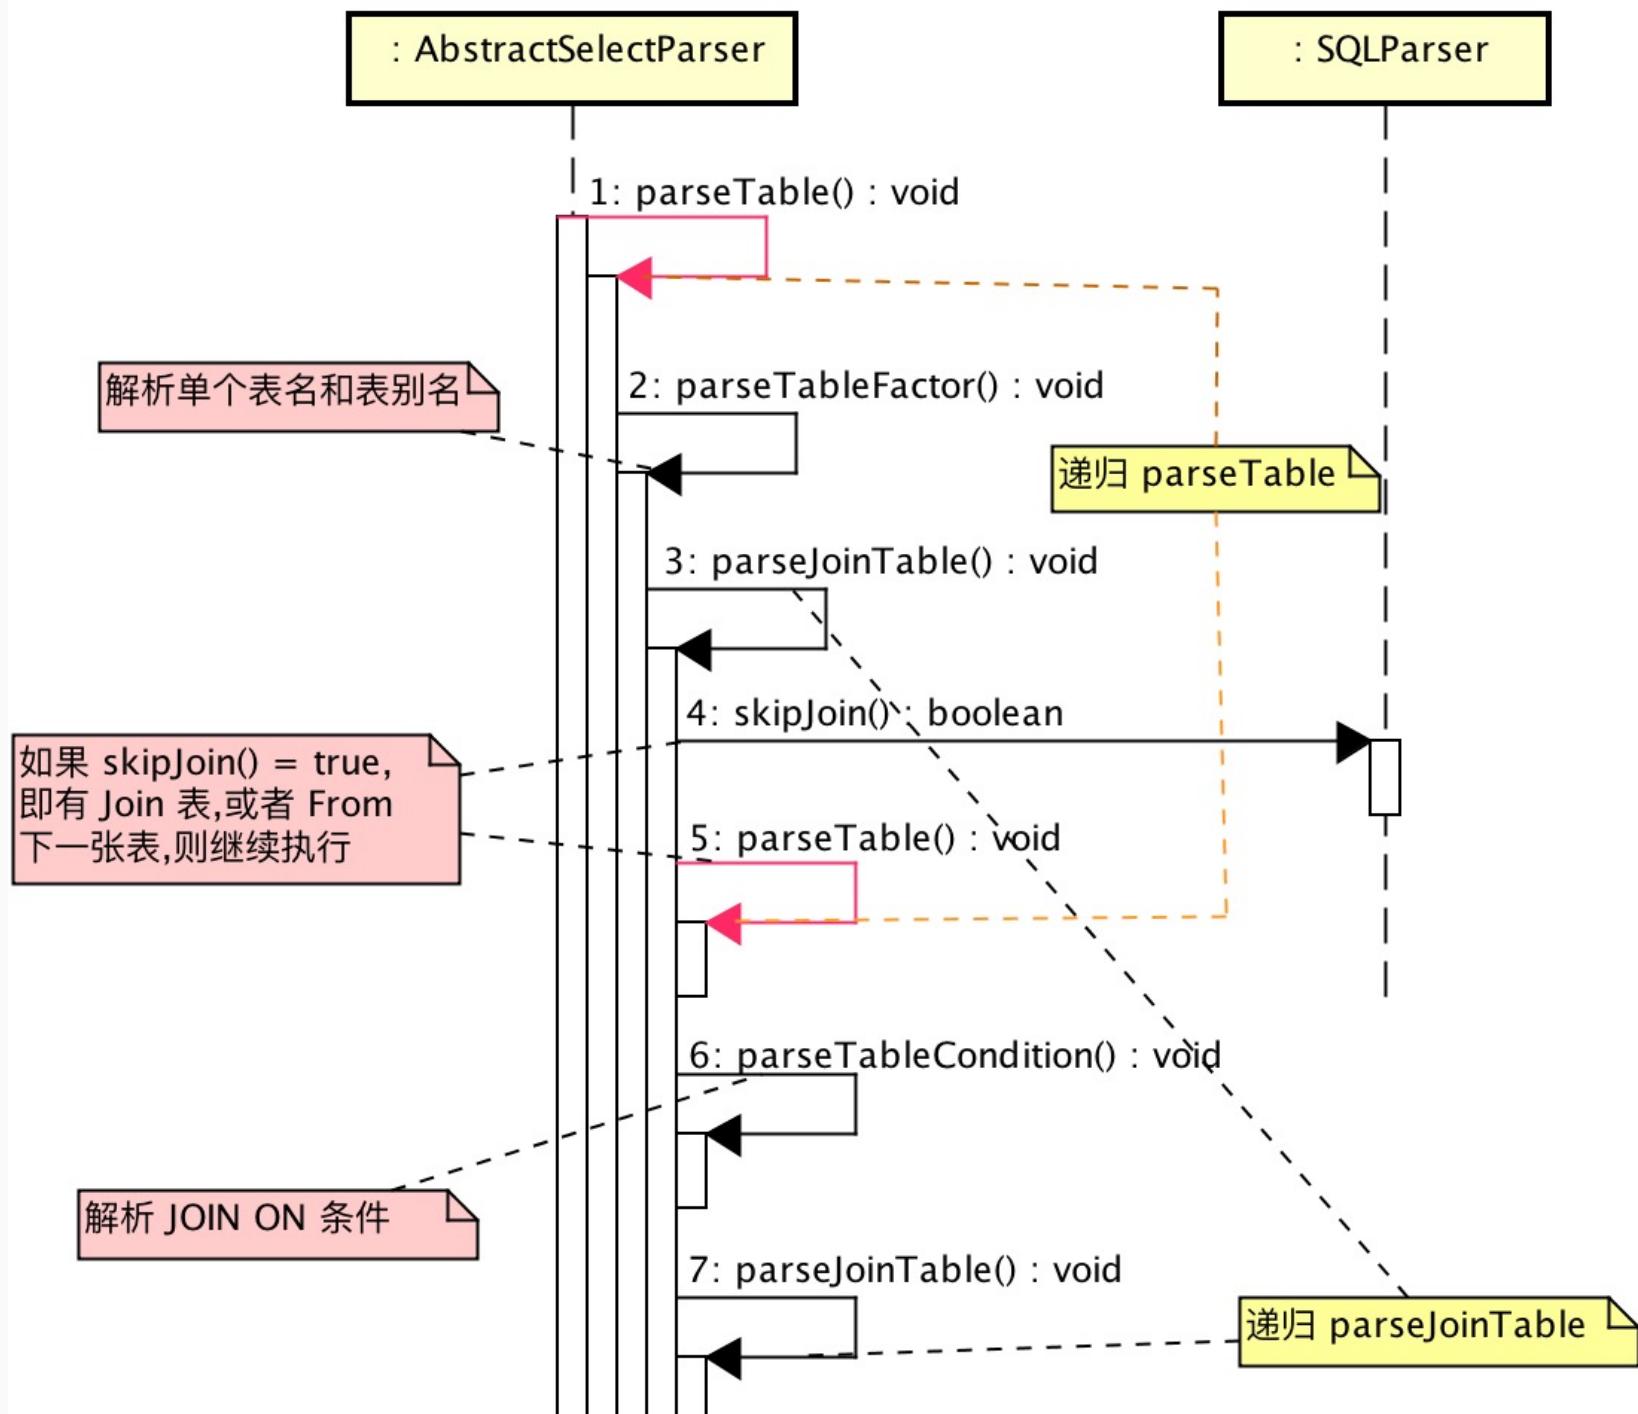 : AbstractSelectParser
: SQLParser
1: parseTable() : void
解析单个表名和表别名
2: parseTableFactor() : void
递归 parseTable
3: parseJoinTable() : void
4: skipJoin() : boolean
如果 skipJoin() = true,
即有 Join 表,或者 From
下一张表,则继续执行
5: parseTable() : void
6: parseTableCondition() : void
解析 JOIN ON 条件
7: parseJoinTable() : void
递归 parseJoinTable